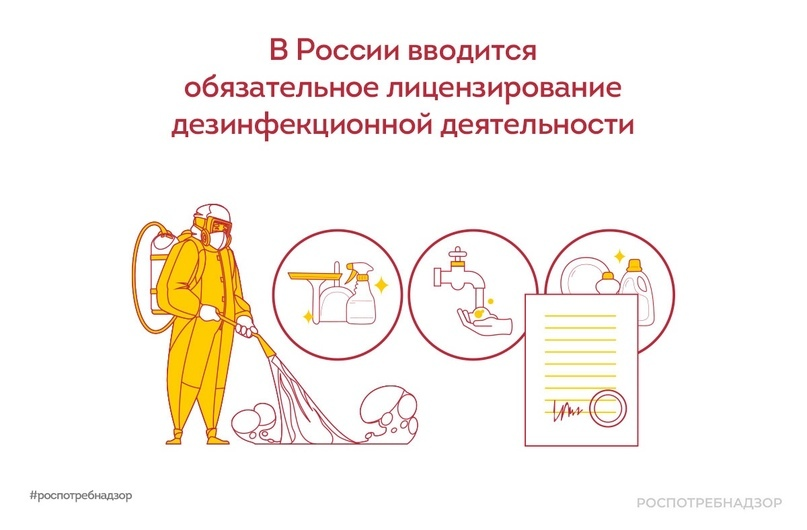 В России вводится
обязательное лицензирование
дезинфекционной деятельности
#роспотребнадзор
РОСПОТРЕБНАДЗОР